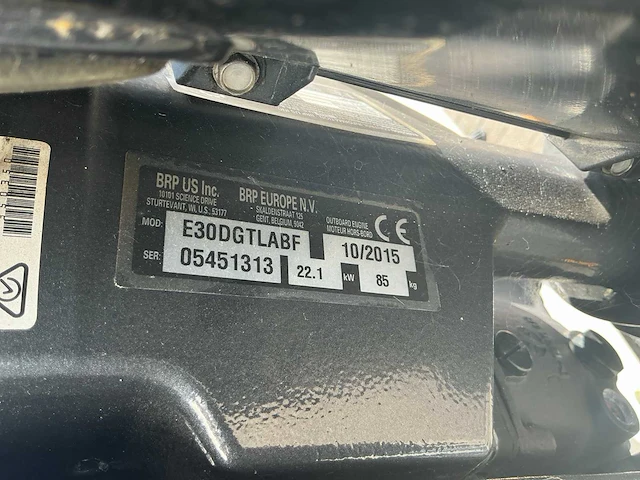 BRP US Inc.
10101 SCIENCE DRIVE
STURTEVANT, WI, U.S. 53177
BRP EUROPE N.V.
SKALDENSTRAAT 125
GENT, BELGIUM, 9042
OUTBOARD ENGINE
MOTEUR HORS-BORD
CE
MOD: E30DGTLABF 10/2015
SER: 05451313 22.1 kW 85 kg